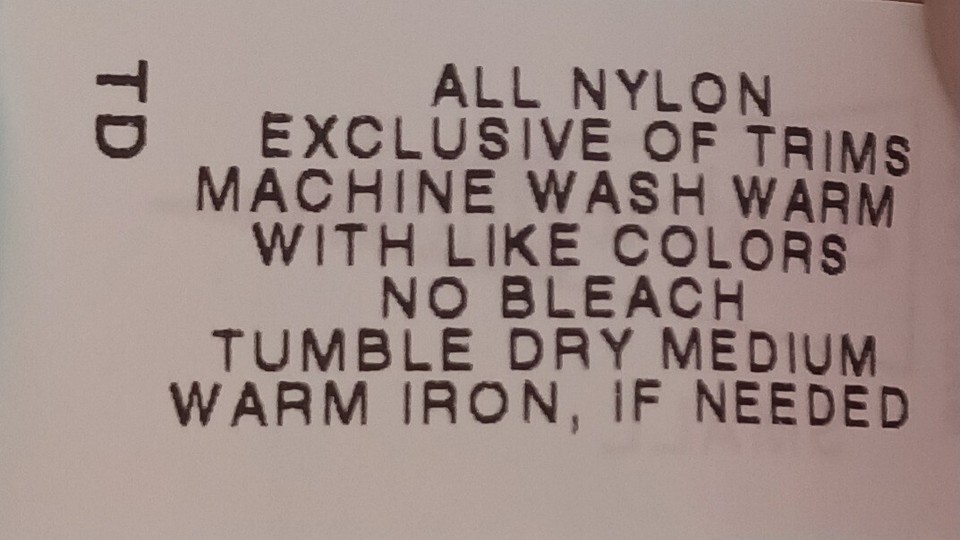 TD
ALL NYLON
EXCLUSIVE OF TRIMS
MACHINE WASH WARM
WITH LIKE COLORS
NO BLEACH
TUMBLE DRY MEDIUM
WARM IRON, IF NEEDED